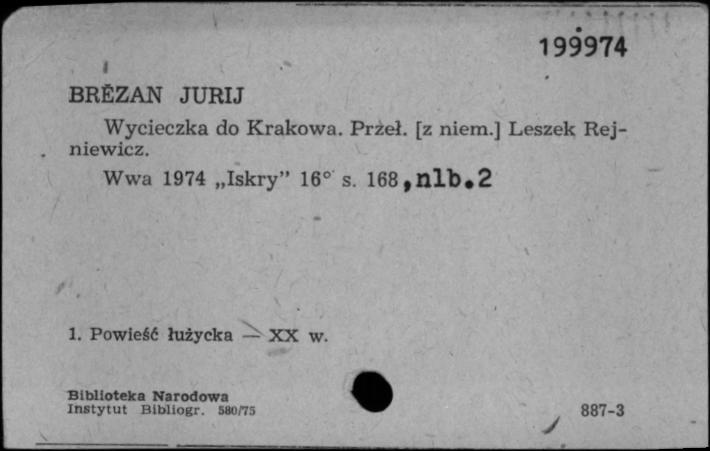 199974
BRĚZAN JURIJ
Wycieczka do Krakowa. Przeł. [z niem.] Leszek Rej-
niewicz.
Wwa 1974 „Iskry” 16° s. 168,nlb.2
1. Powieść łużycka — XX w.
Biblioteka Narodowa
Instytut Bibliogr. 580/75
887-3